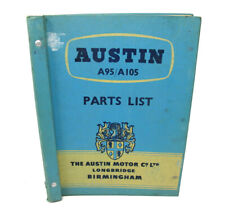 AUSTIN
A95/A105
PARTS LIST
THE AUSTIN MOTOR CO LTD
LONGBRIDGE
BIRMINGHAM